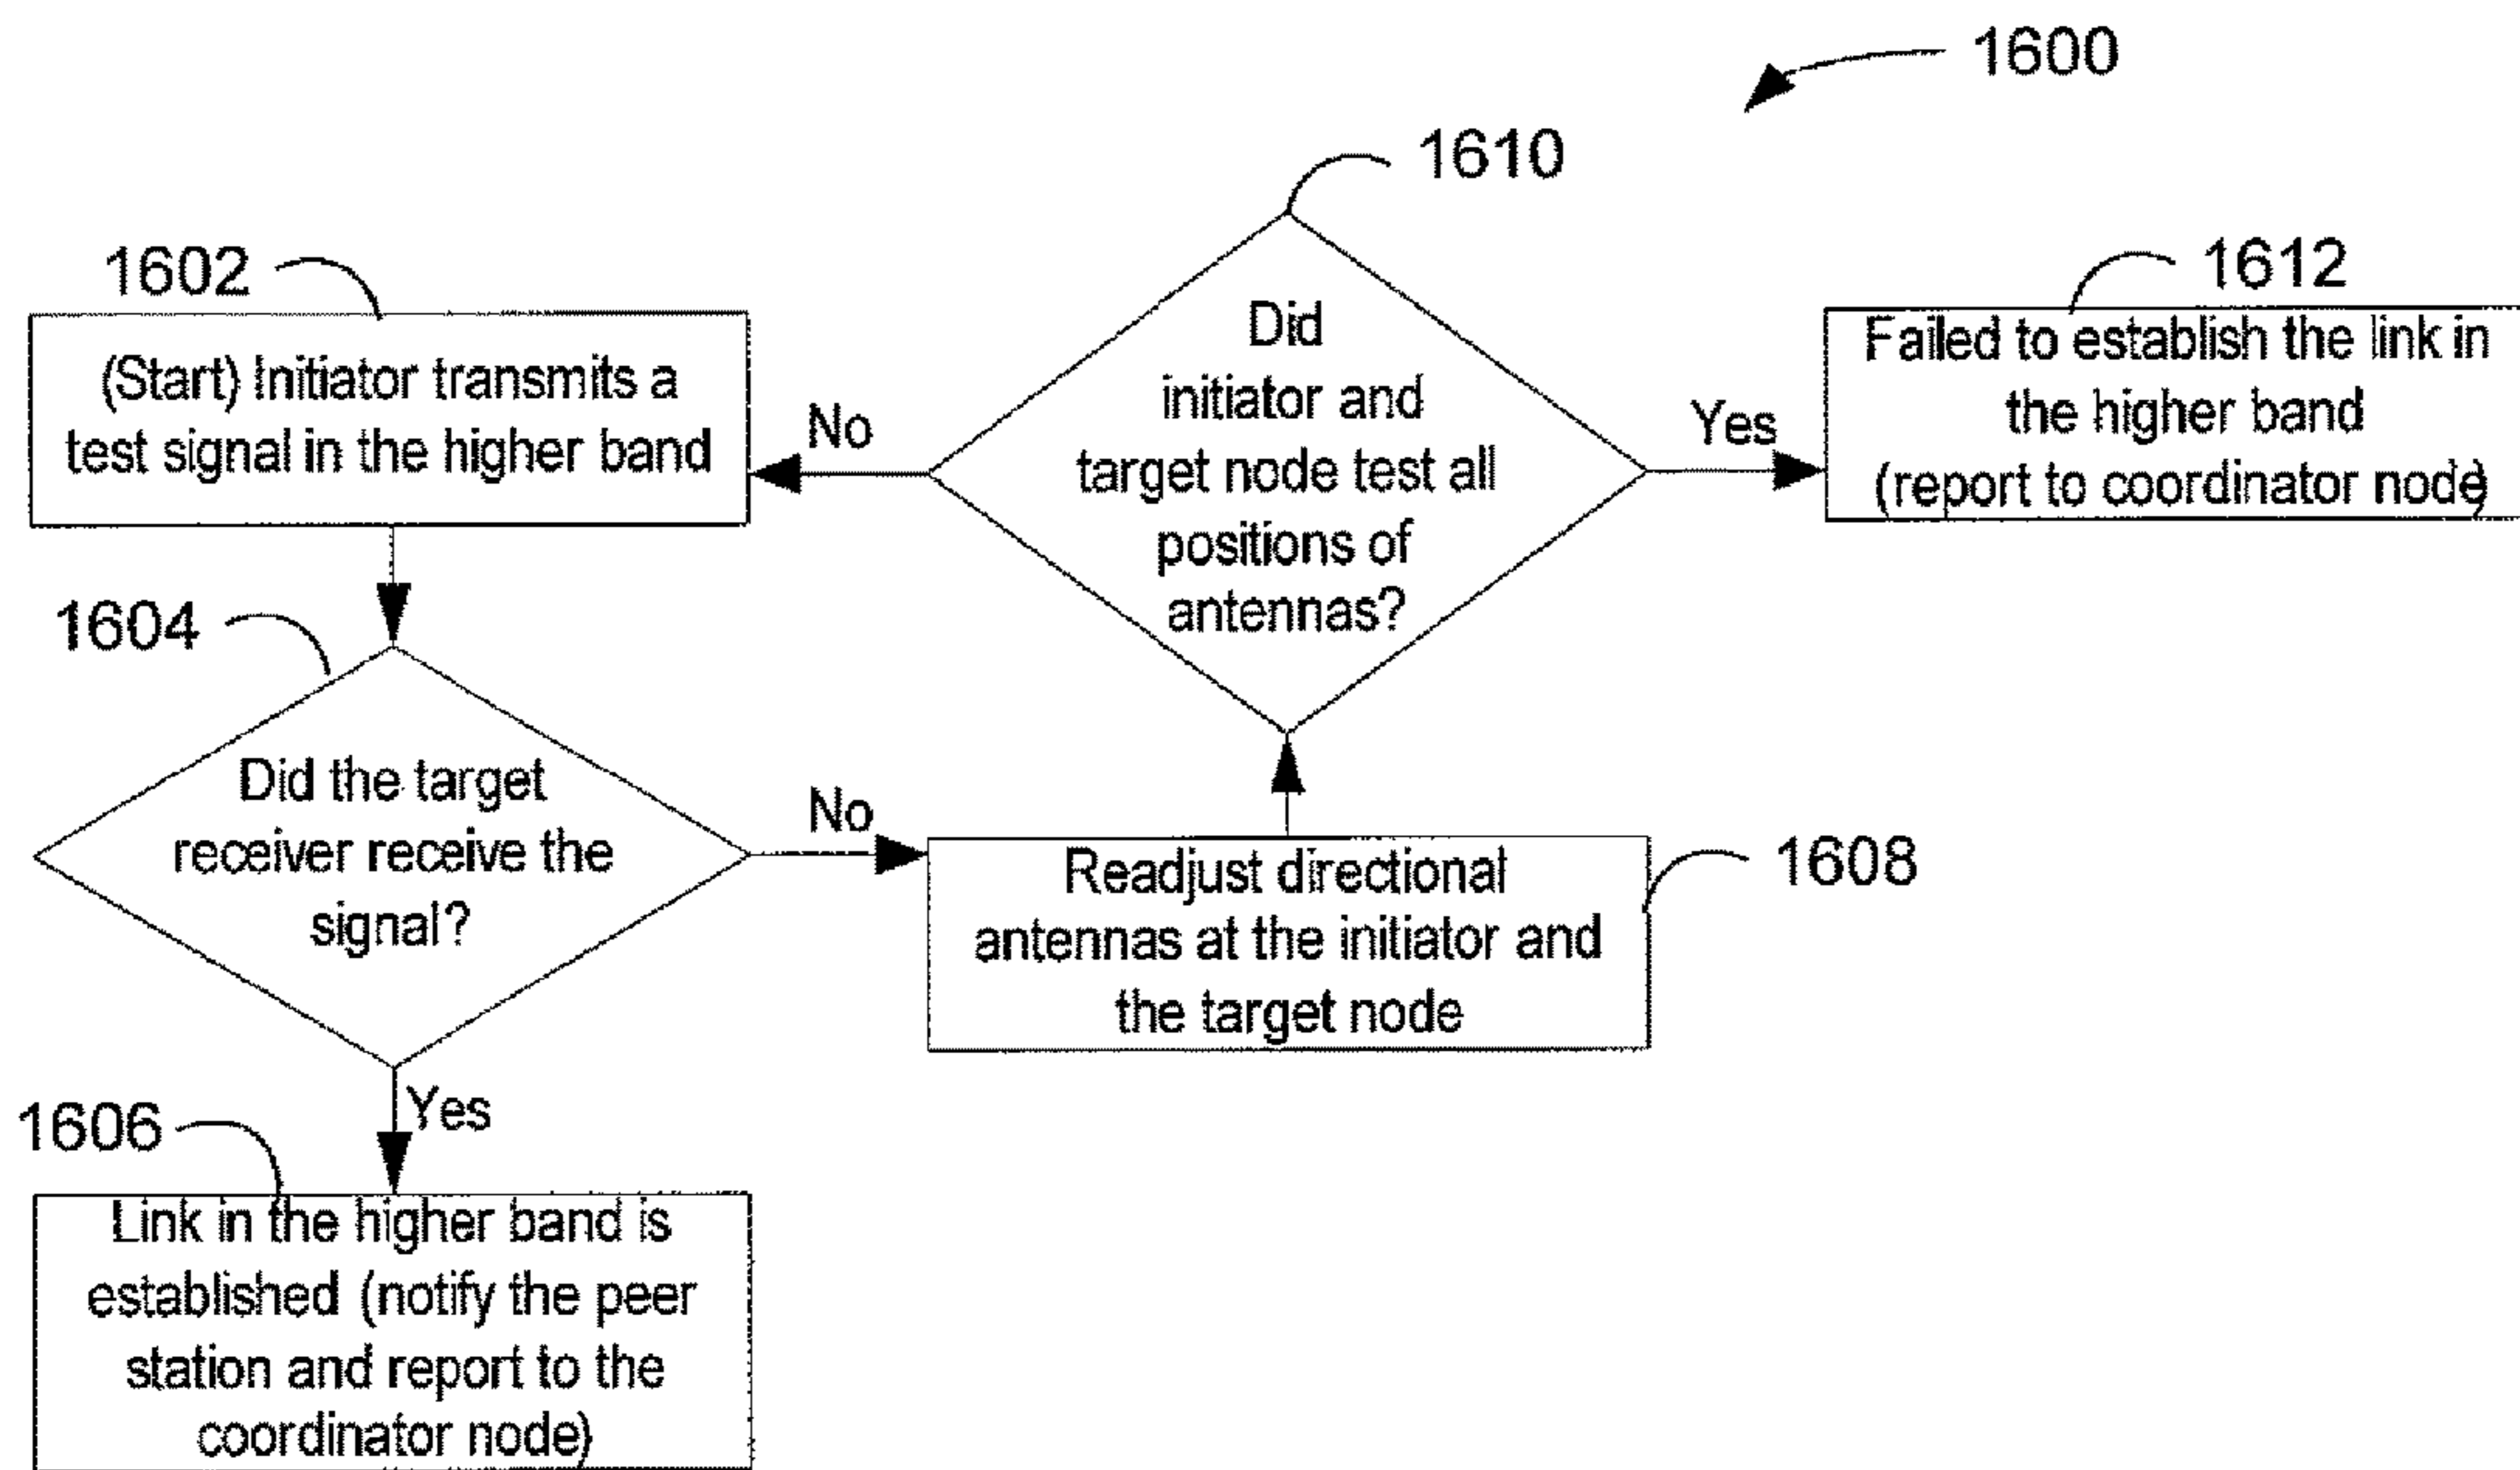 1600
1610
1602
1612
(Start) Initiator transmits a
test signal in the higher band
No
Did
initiator and
target node test all
positions of
antennas?
Yes
Failed to establish the link in
the higher band
(report to coordinator node)
1604
Did the target
receiver receive the
signal?
No
Readjust directional
antennas at the initiator and
the target node
1608
Yes
1606
Link in the higher band is
established (notify the peer
station and report to the
coordinator node)